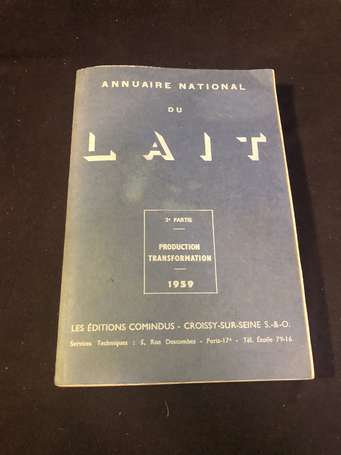 ANNUAIRE NATIONAL
DU
LAIT
2e PARTIE
PRODUCTION
TRANSFORMATION
1959
LES ÉDITIONS COMINDUS - CROISSY-SUR-SEINE S.-&-O.
Services Techniques : 5, Rue Descombes - Paris-17e - Tél. Étoile 79-16